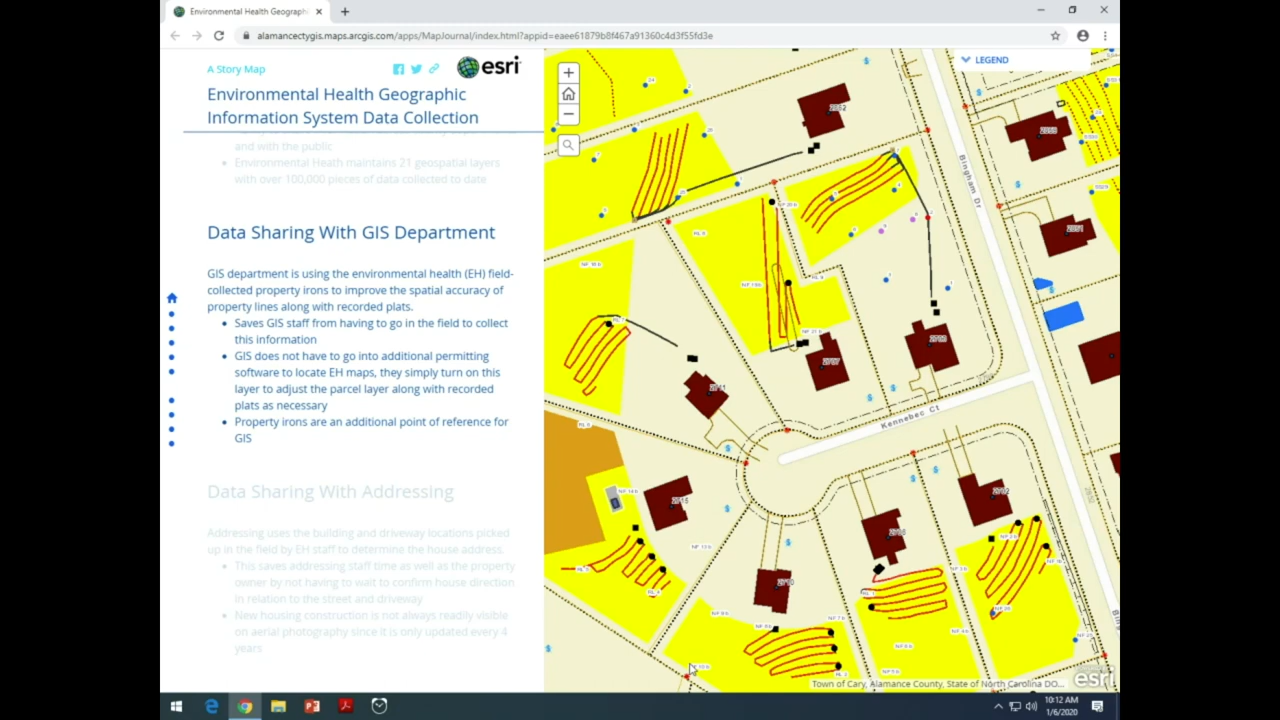 Environmental Health Geograph
alamancectygis.maps.arcgis.com/apps/MapJournal/index.html?appid=eaee61879b8f467a91360c4d3f55fd3e
A Story Map
esri
Environmental Health Geographic
Information System Data Collection
and with the public
Environmental Heath maintains 21 geospatial layers
with over 100,000 pieces of data collected to date
Data Sharing With GIS Department
GIS department is using the environmental health (EH) field-
collected property irons to improve the spatial accuracy of
property lines along with recorded plats.
Saves GIS staff from having to go in the field to collect
this information
GIS does not have to go into additional permitting
software to locate EH maps, they simply turn on this
layer to adjust the parcel layer along with recorded
plats as necessary
Property irons are an additional point of reference for
GIS
Data Sharing With Addressing
Addressing uses the building and driveway locations picked
up in the field by EH staff to determine the house address.
This saves addressing staff time as well as the property
owner by not having to wait to confirm house direction
in relation to the street and driveway
New housing construction is not always readily visible
on aerial photography since it is only updated every 4
years
LEGEND
Bingham Dr
Kennebec Ct
Town of Cary, Alamance County, State of North Carolina DO...
esri
10:12 AM
1/6/2020